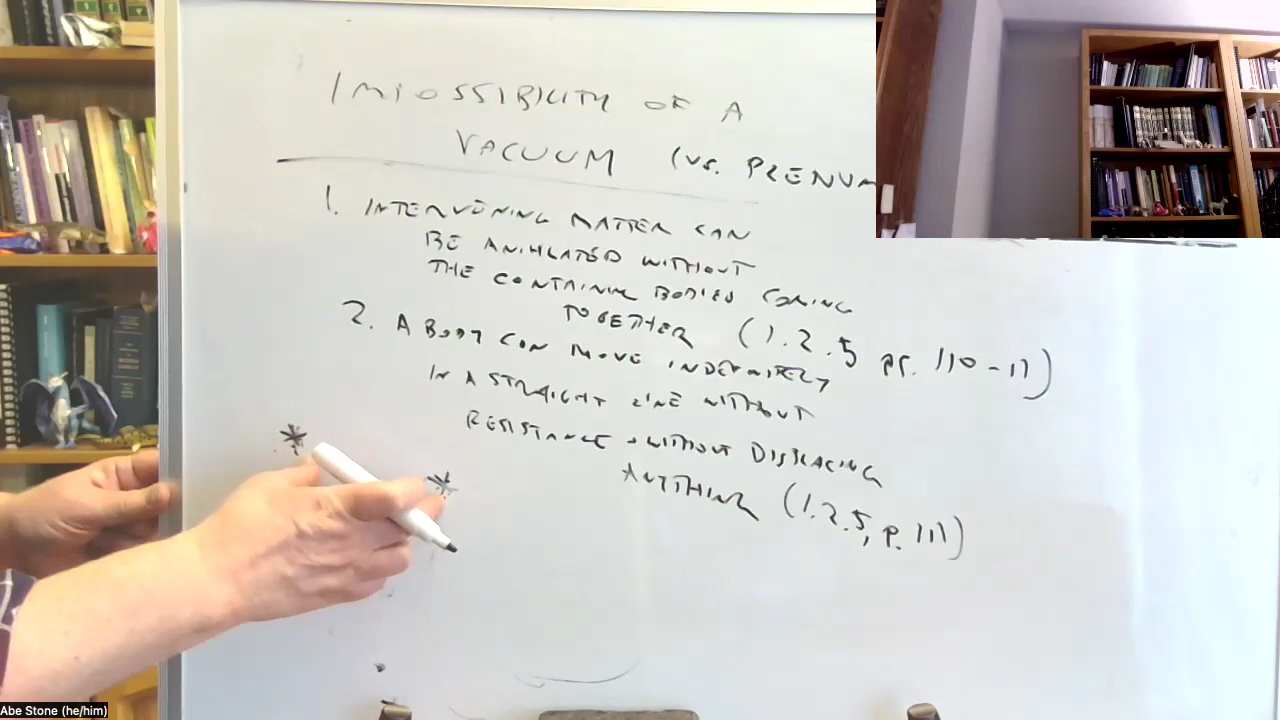 IMPOSSIBILITY OF A
VACUUM (VS. PLENUM
1. INTERVENING MATTER CAN
BE ANIHLATED WITHOUT
THE CONTAINING BODIES COMING
TOGETHER (1.2.5 pp. 110-11)
2. A BODY CAN MOVE INDEFINITELY
IN A STRAIGHT LINE WITHOUT
RESISTANCE + WITHOUT DISPLACING
ANYTHING (1.2.5, p. 111)
Abe Stone (he/him)